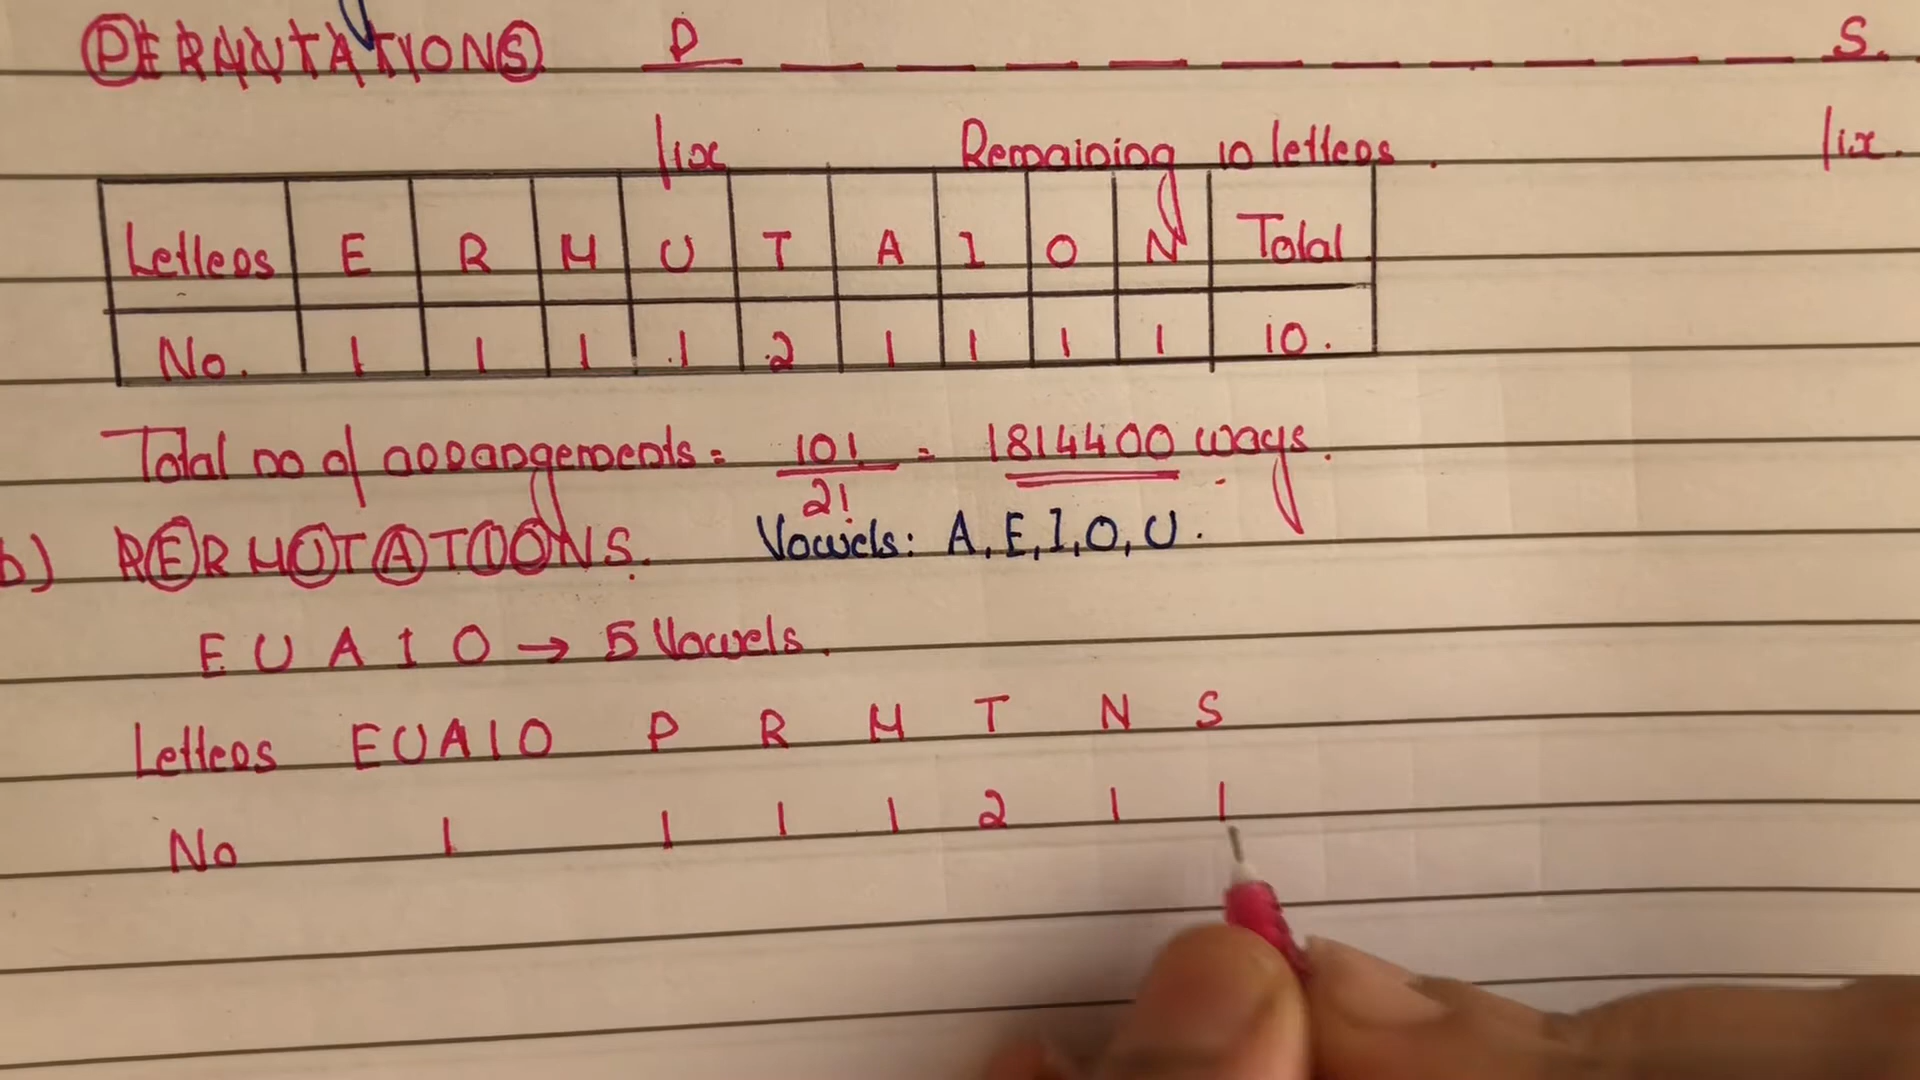 PERMUTATIONS P S.
fix Remaining 10 letters. fix.
Letters E R M U T A I O N Total
No. 1 1 1 1 2 1 1 1 1 10.
Total no of arrangements = 10! / 2! = 1814400 ways.
b) PERMUTATIONS. Vowels: A, E, I, O, U.
E U A I O → 5 Vowels.
Letters EUAIO P R M T N S
No 1 1 1 1 2 1 1